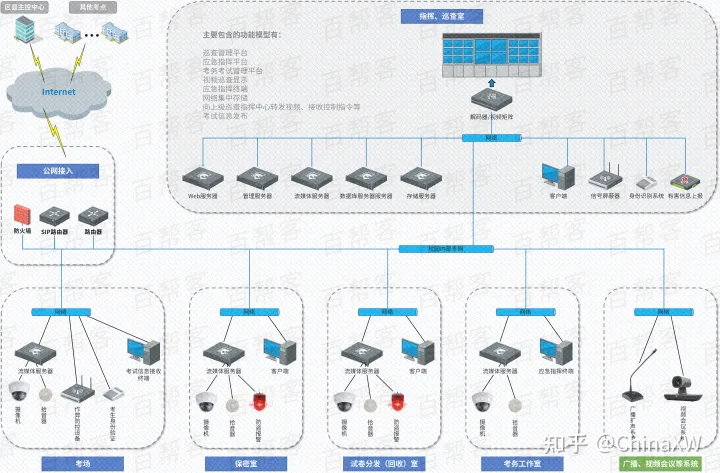 区县主控中心
其他考点
Internet
公网接入
防火墙
SIP路由器
路由器
指挥、巡查室
主要包含的功能模型有:
巡查管理平台
应急指挥平台
考务考试管理平台
视频巡查显示
应急指挥终端
网络集中存储
向上级巡查指挥中心转发视频、接收控制指令等
考试信息发布
解码器/视频矩阵
网络
Web服务器
管理服务器
流媒体服务器
数据库服务器服务器
存储服务器
客户端
信号屏蔽器
身份识别系统
有害信息上报
校园内部专网
网络
流媒体服务器
考试信息接收
终端
摄像机
拾音器
作弊防控设备
考生身份验证
考场
网络
流媒体服务器
客户端
摄像机
拾音器
防盗报警
保密室
网络
流媒体服务器
客户端
摄像机
拾音器
防盗报警
试卷分发（回收）室
网络
流媒体服务器
应急指挥终端
摄像机
拾音器
考务工作室
网络
广播扩声系统
视频会议系统
广播、视频会议等系统
知乎 @ChinaXW
百帮客